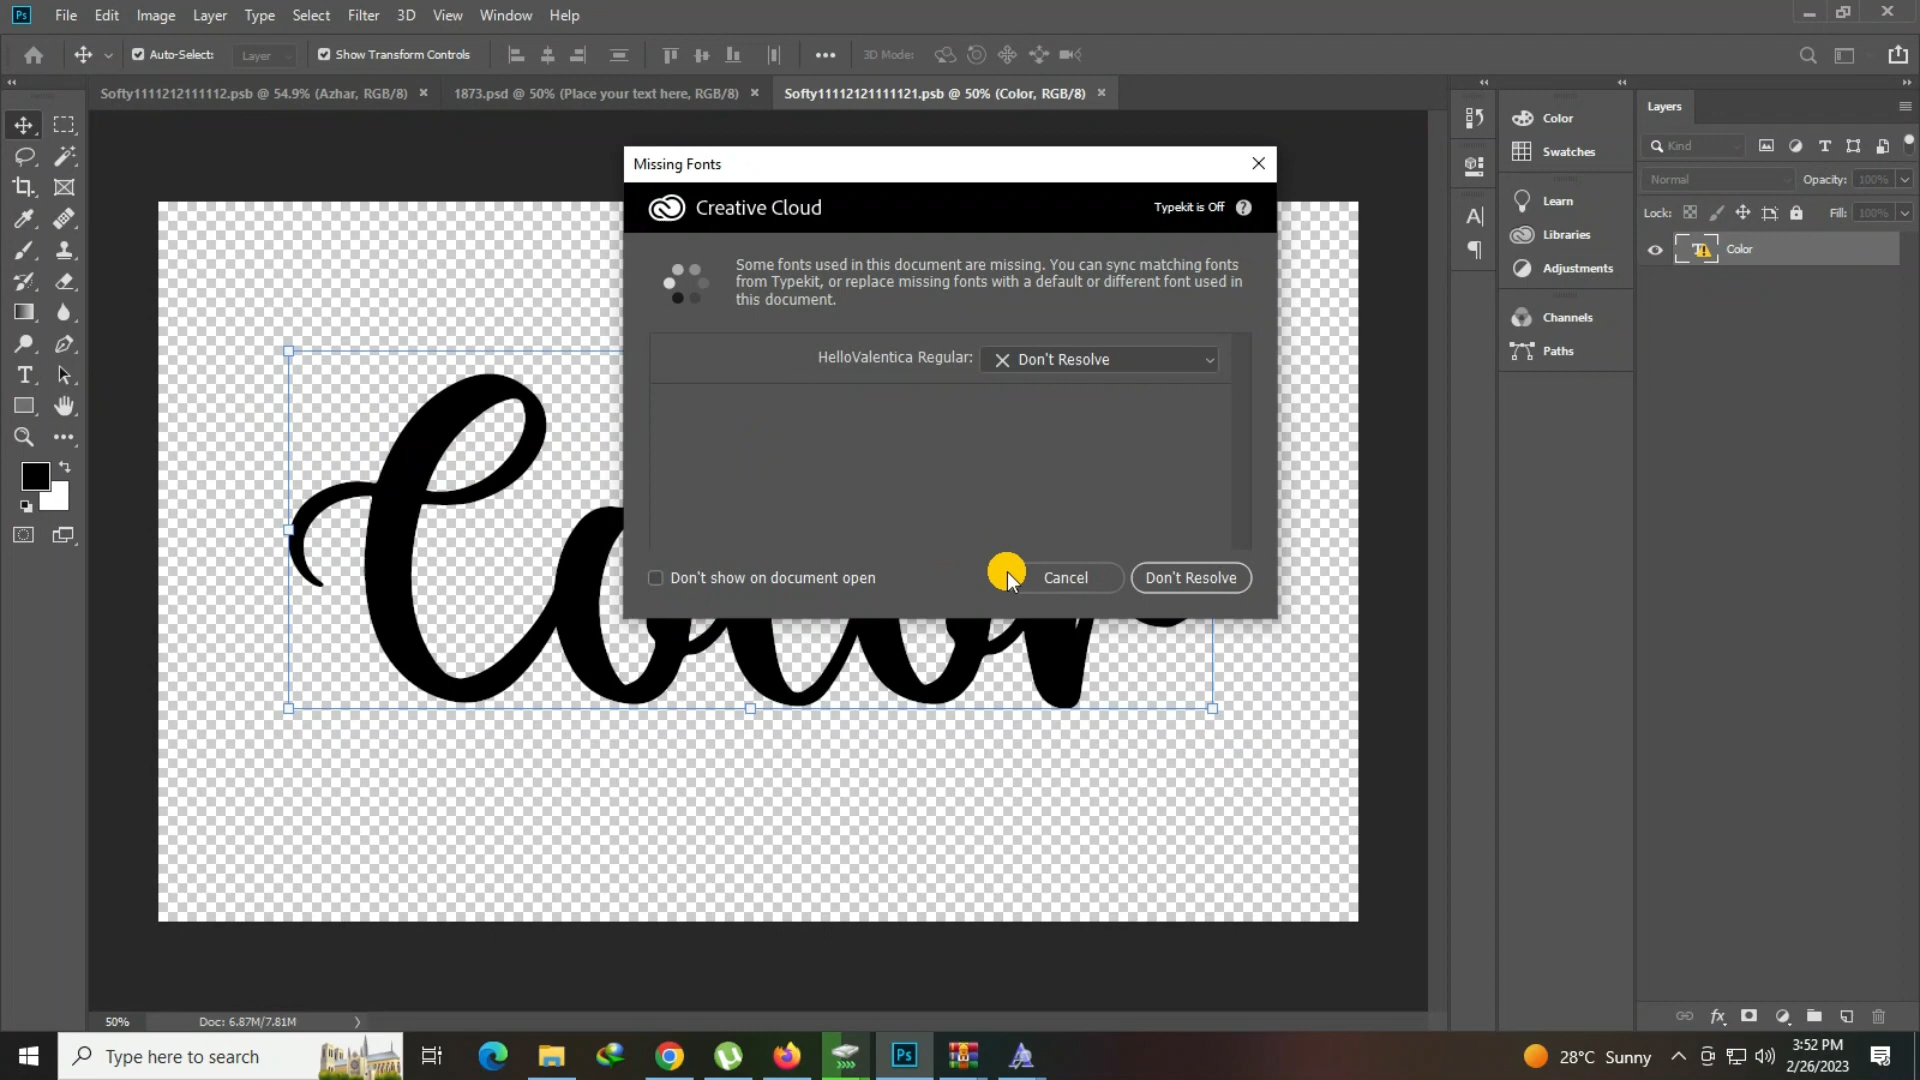 Ps File Edit Image Layer Type Select Filter 3D View Window Help
Auto-Select: Layer Show Transform Controls 3D Mode:
Softy1111212111112.psb @ 54.9% (Azhar, RGB/8) 1873.psd @ 50% (Place your text here, RGB/8) Softy11112121111121.psb @ 50% (Color, RGB/8)
Missing Fonts
Creative Cloud Typekit is Off
Some fonts used in this document are missing. You can sync matching fonts
from Typekit, or replace missing fonts with a default or different font used in
this document.
HelloValentica Regular: Don't Resolve
Don't show on document open Cancel Don't Resolve
Color
Color
Swatches
Learn
Libraries
Adjustments
Channels
Paths
Layers
Kind
Normal Opacity: 100%
Lock: Fill: 100%
Color
50% Doc: 6.87M/7.81M
Type here to search
Ps
28°C Sunny
3:52 PM
2/26/2023